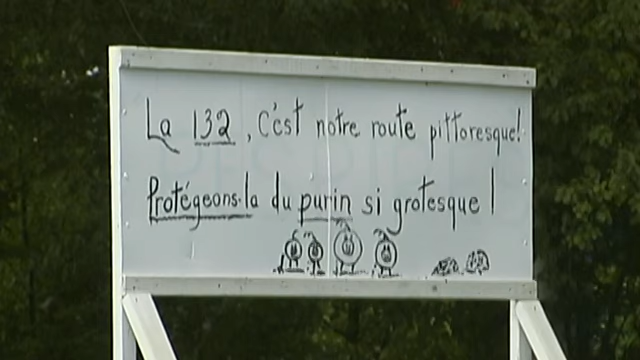 La 132, c'est notre route pittoresque!
Protégeons-la du purin si grotesque!